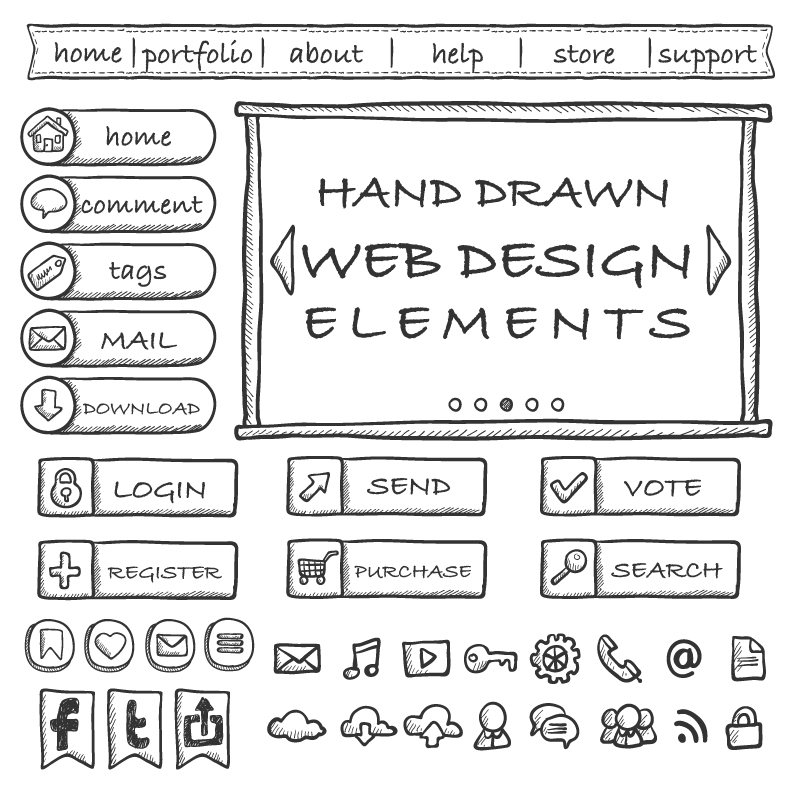 home | portfolio | about | help | store | support
home
comment
tags
MAIL
DOWNLOAD
HAND DRAWN
WEB DESIGN
ELEMENTS
LOGIN
SEND
VOTE
REGISTER
PURCHASE
SEARCH
@
f t